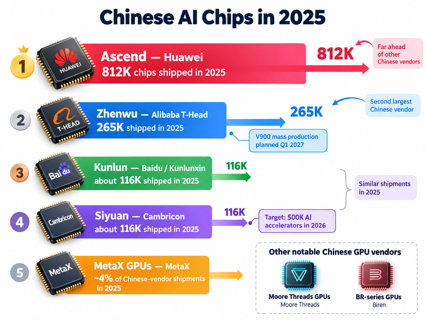 Chinese AI Chips in 2025
1
HUAWEI
Ascend — Huawei
812K chips shipped in 2025
812K
Far ahead
of other
Chinese vendors
2
T-HEAD
Zhenwu — Alibaba T-Head
265K shipped in 2025
265K
Second largest
Chinese vendor
V900 mass production
planned Q1 2027
3
Baidu
Kunlun — Baidu / Kunlunxin
about 116K shipped in 2025
116K
Similar shipments
in 2025
4
Cambricon
Siyuan — Cambricon
about 116K shipped in 2025
116K
Target: 500K AI
accelerators in 2026
5
MetaX
MetaX GPUs — MetaX
~4% of Chinese-vendor shipments
in 2025
Other notable Chinese GPU vendors
Moore Threads GPUs
Moore Threads
BR-series GPUs
Biren